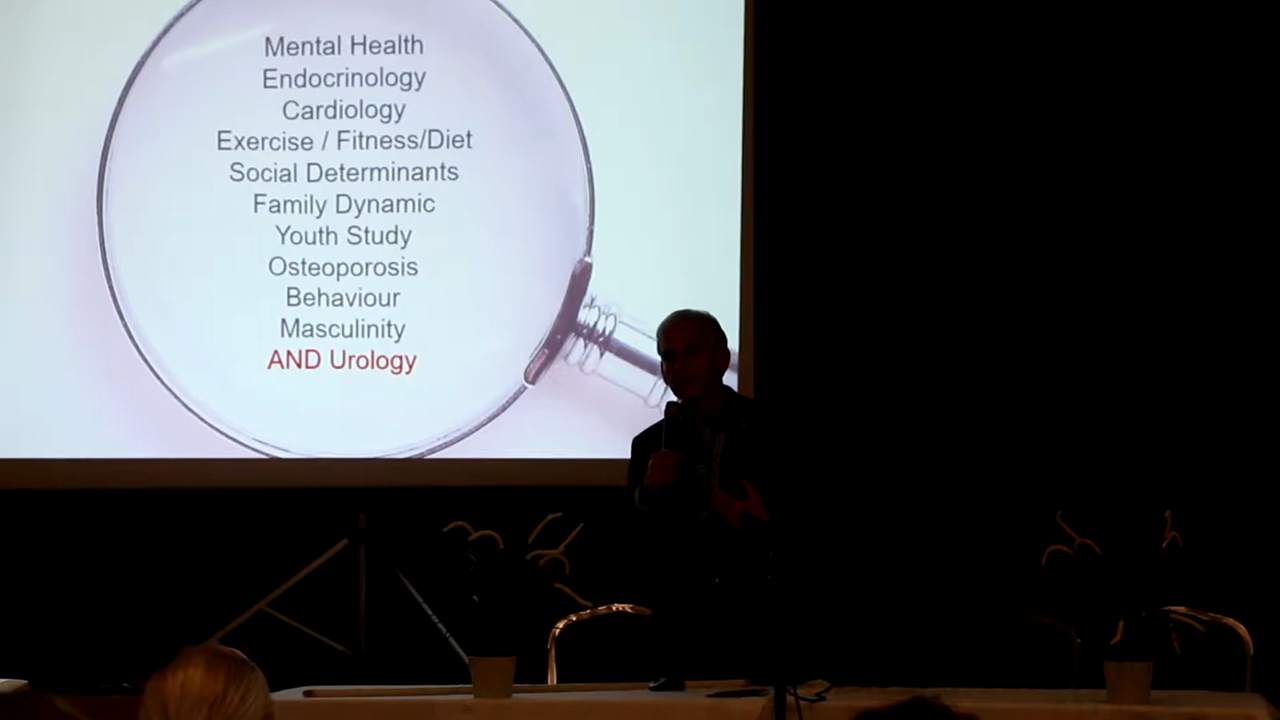 Mental Health
Endocrinology
Cardiology
Exercise / Fitness/Diet
Social Determinants
Family Dynamic
Youth Study
Osteoporosis
Behaviour
Masculinity
AND Urology